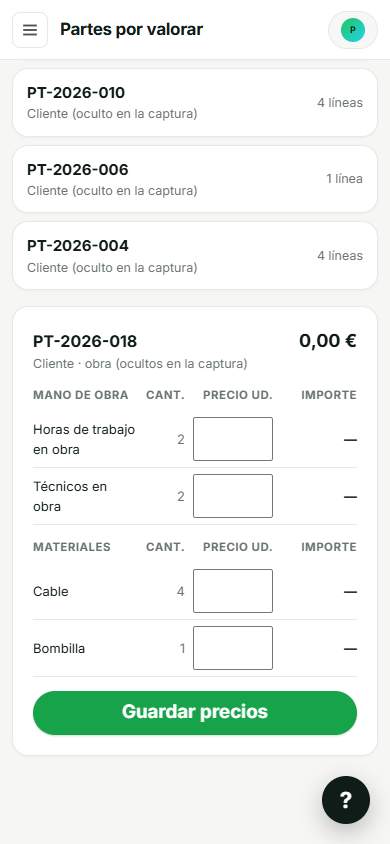 Partes por valorar
P
PT-2026-010
Cliente (oculto en la captura)
4 líneas
PT-2026-006
Cliente (oculto en la captura)
1 línea
PT-2026-004
Cliente (oculto en la captura)
4 líneas
PT-2026-018
0,00 €
Cliente · obra (ocultos en la captura)
MANO DE OBRA CANT. PRECIO UD. IMPORTE
Horas de trabajo
en obra
2 —
Técnicos en
obra
2 —
MATERIALES CANT. PRECIO UD. IMPORTE
Cable 4 —
Bombilla 1 —
Guardar precios
?